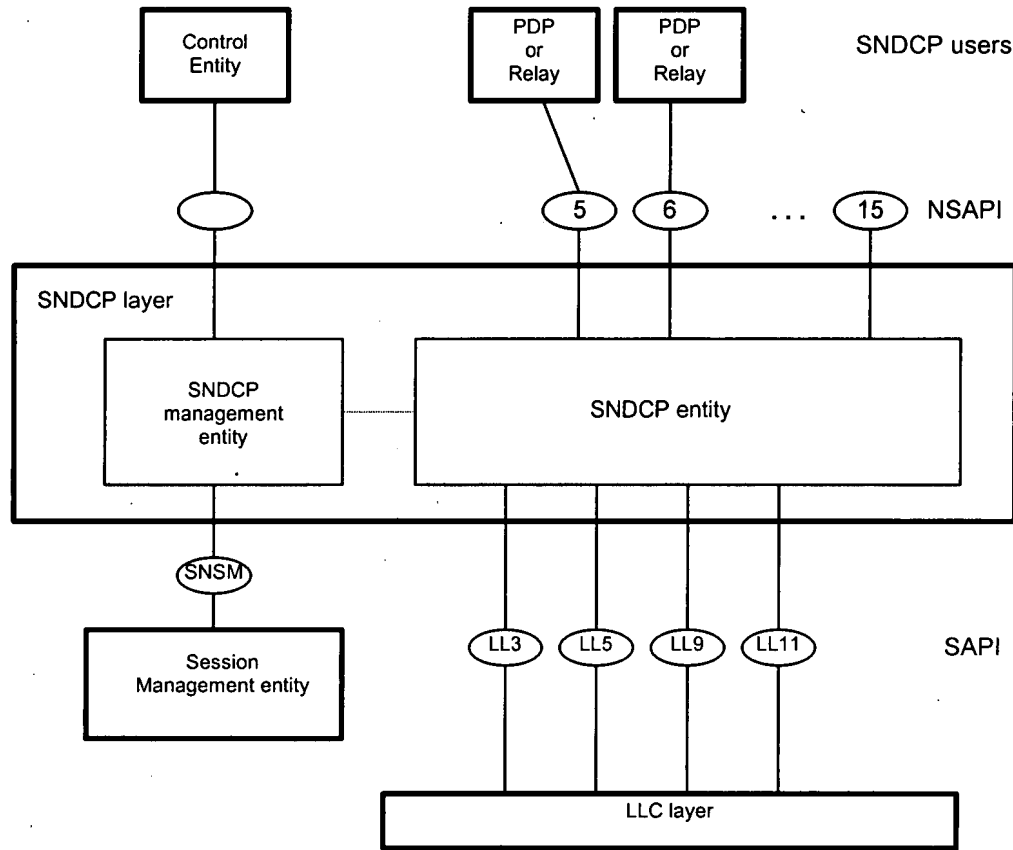 Control
Entity
PDP
or
Relay
PDP
or
Relay
SNDCP users
5
6
...
15
NSAPI
SNDCP layer
SNDCP
management
entity
SNDCP entity
SNSM
LL3
LL5
LL9
LL11
SAPI
Session
Management entity
LLC layer